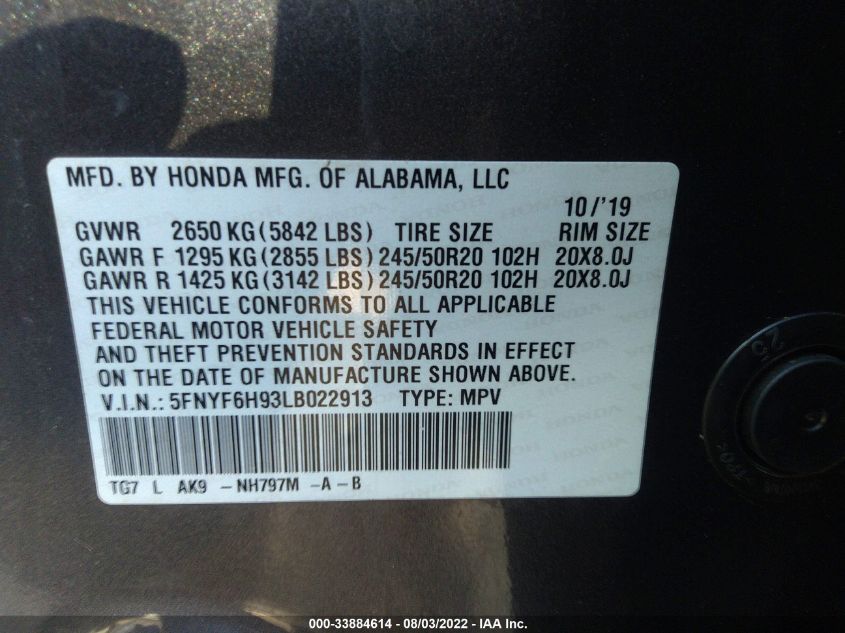 MFD. BY HONDA MFG. OF ALABAMA, LLC
10/'19
GVWR 2650 KG (5842 LBS) TIRE SIZE RIM SIZE
GAWR F 1295 KG (2855 LBS) 245/50R20 102H 20X8.0J
GAWR R 1425 KG (3142 LBS) 245/50R20 102H 20X8.0J
THIS VEHICLE CONFORMS TO ALL APPLICABLE
FEDERAL MOTOR VEHICLE SAFETY
AND THEFT PREVENTION STANDARDS IN EFFECT
ON THE DATE OF MANUFACTURE SHOWN ABOVE.
V.I.N.: 5FNYF6H93LB022913 TYPE: MPV
TG7 L AK9 - NH797M - A - B
000-33884614 - 08/03/2022 - IAA Inc.